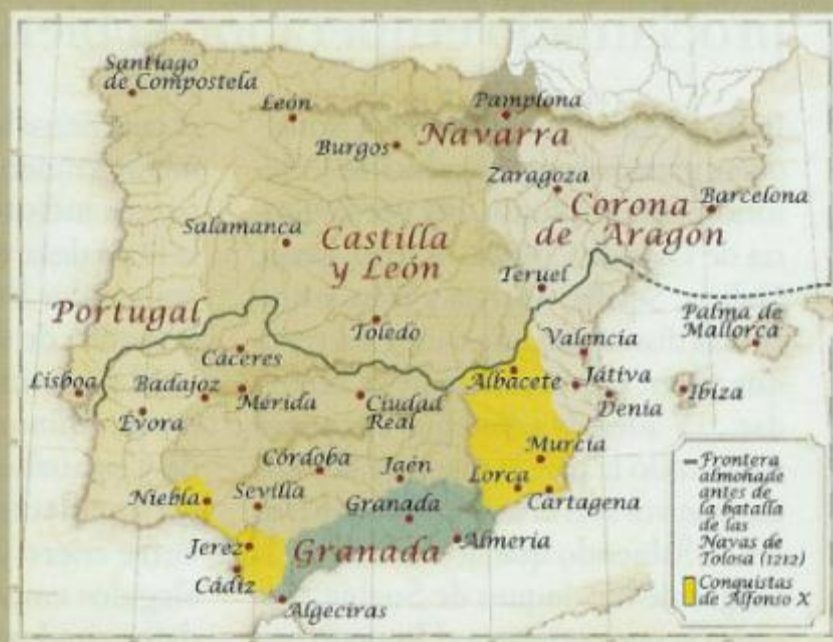 Santiago
de Compostela
León
Pamplona
Burgos
Navarra
Zaragoza
Barcelona
Corona
de Aragón
Salamanca
Castilla
y León
Teruel
Portugal
Toledo
Palma de
Mallorca
Cáceres
Valencia
Lisboa
Badajoz
Albacete
Játiva
Ibiza
Mérida
Ciudad
Real
Denia
Évora
Murcia
Córdoba
Jaén
Lorca
Niebla
Sevilla
Granada
Cartagena
Jerez
Granada
Almería
Cádiz
Algeciras
Frontera
almohade
antes de
la batalla
de las
Navas de
Tolosa (1212)
Conquistas
de Alfonso X